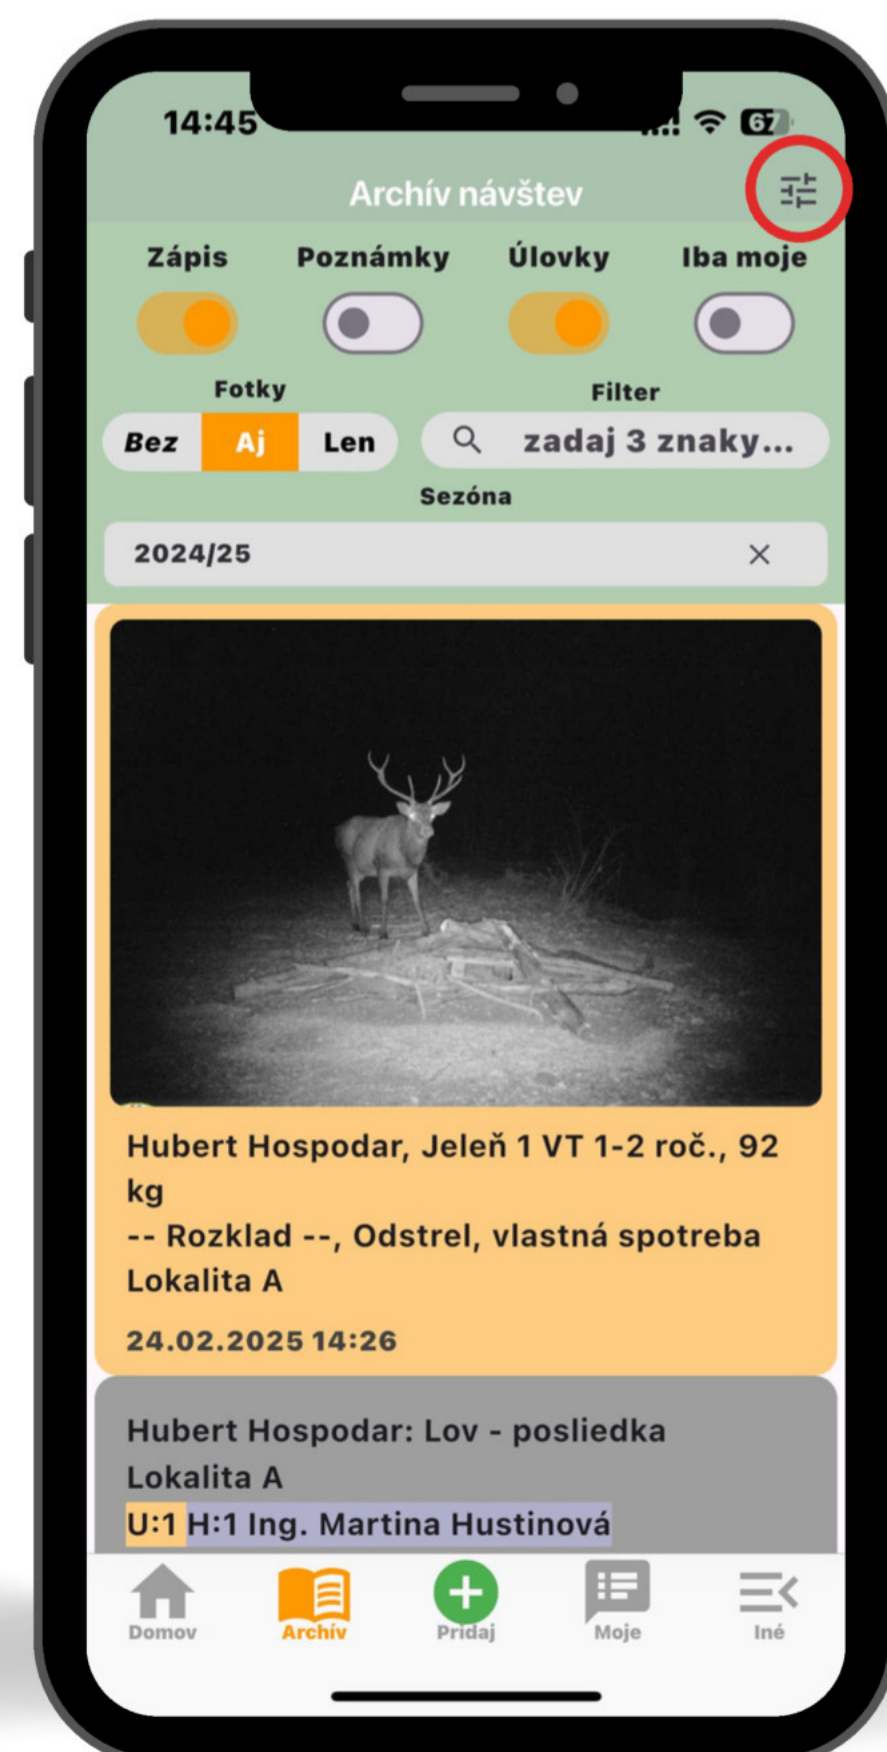 14:45
67
Archív návštev
Zápis Poznámky Úlovky Iba moje
Fotky Filter
Bez Aj Len zadaj 3 znaky...
Sezóna
2024/25
Hubert Hospodar, Jeleň 1 VT 1-2 roč., 92
kg
-- Rozklad --, Odstrel, vlastná spotreba
Lokalita A
24.02.2025 14:26
Hubert Hospodar: Lov - posliedka
Lokalita A
U:1 H:1 Ing. Martina Hustinová
Domov Archív Pridaj Moje Iné